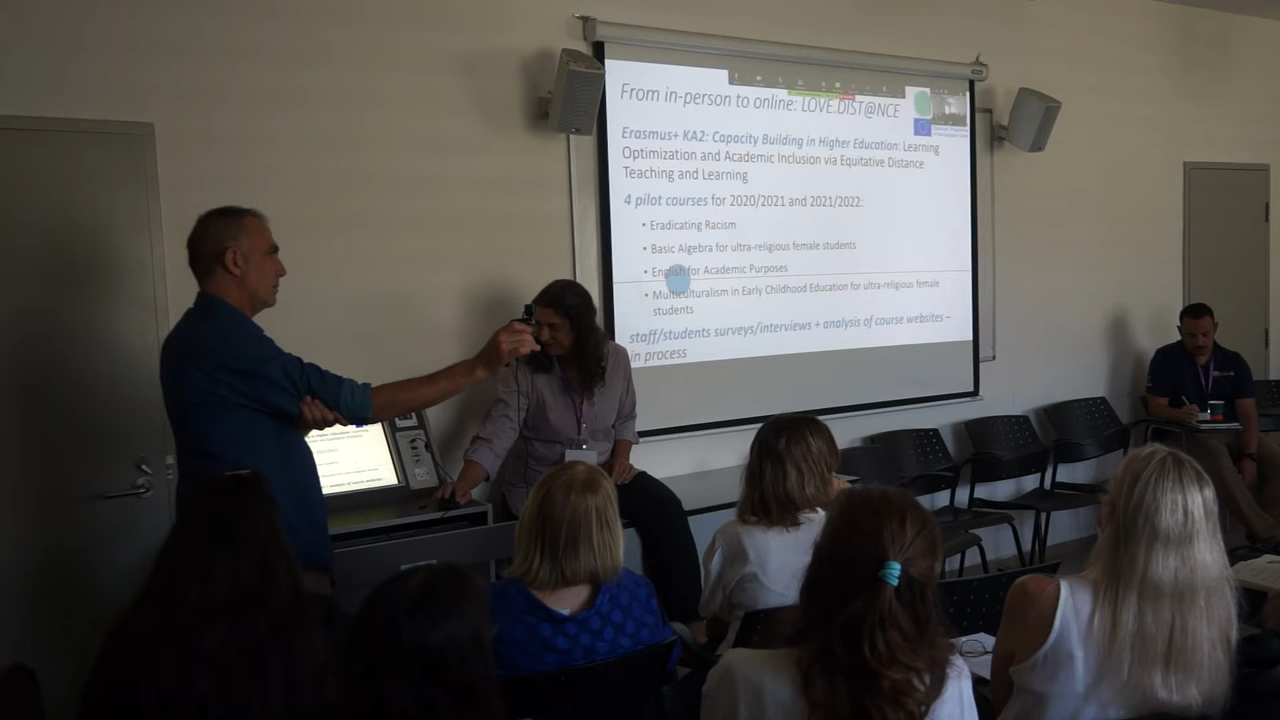 From in-person to online: LOVE.DIST@NCE
Erasmus+ KA2: Capacity Building in Higher Education: Learning
Optimization and Academic Inclusion via Equitative Distance
Teaching and Learning
4 pilot courses for 2020/2021 and 2021/2022:
• Eradicating Racism
• Basic Algebra for ultra-religious female students
• English for Academic Purposes
• Multiculturalism in Early Childhood Education for ultra-religious female
students
staff/students surveys/interviews + analysis of course websites –
in process